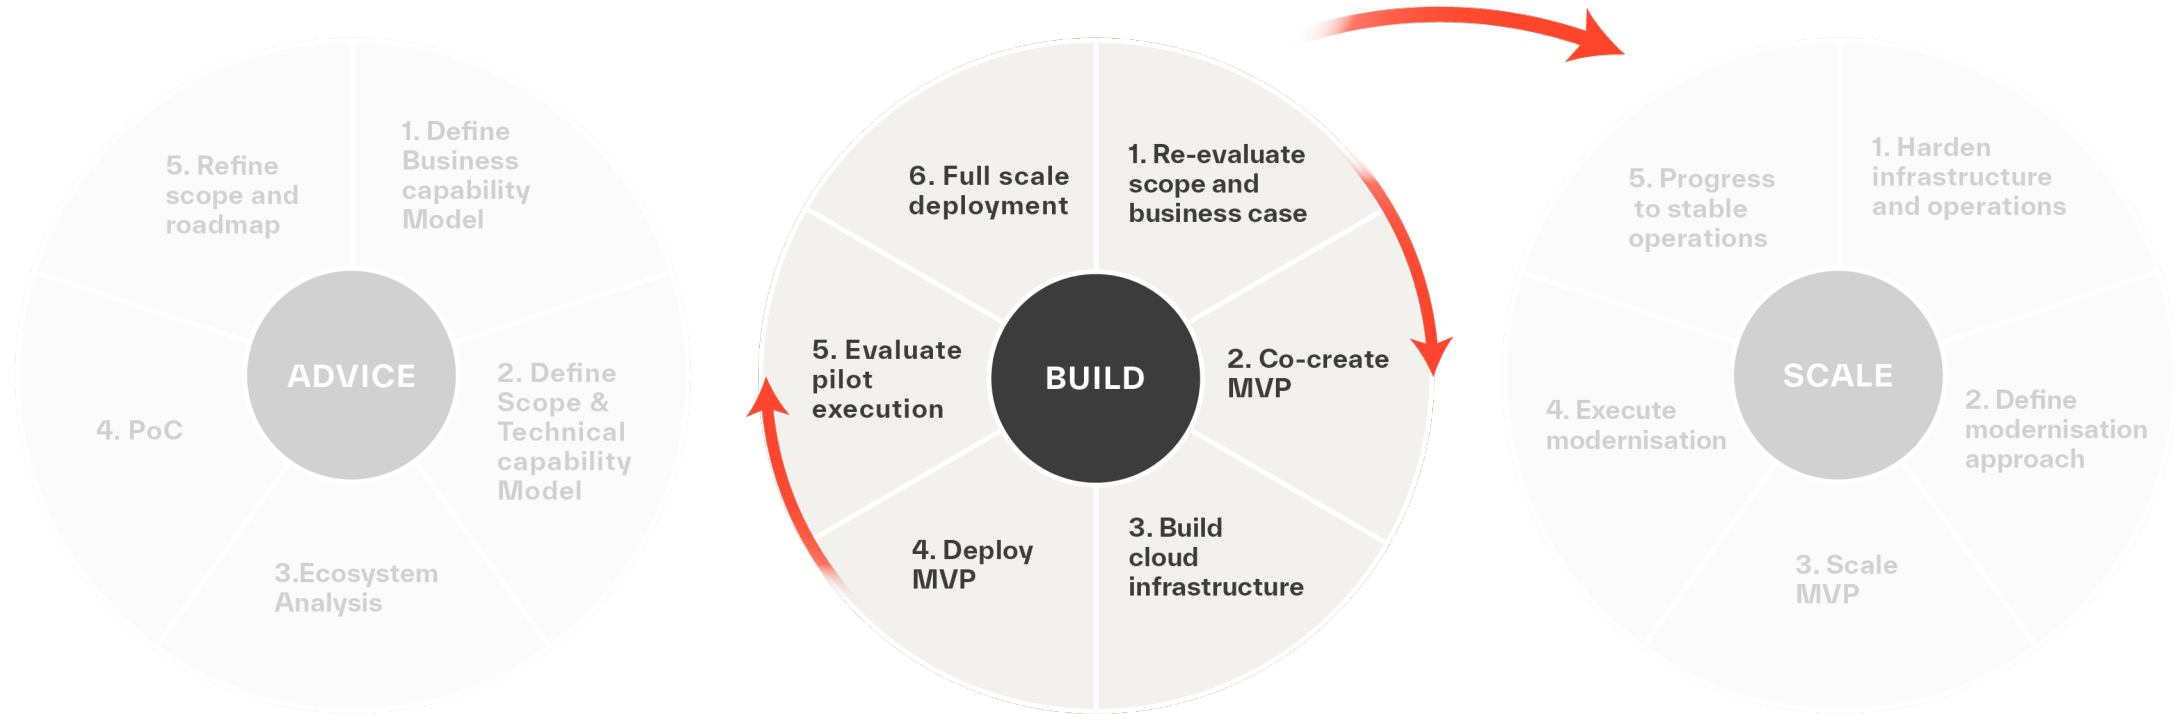 ADVICE
1. Define
Business
capability
Model
2. Define
Scope &
Technical
capability
Model
3.Ecosystem
Analysis
4. PoC
5. Refine
scope and
roadmap
BUILD
1. Re-evaluate
scope and
business case
2. Co-create
MVP
3. Build
cloud
infrastructure
4. Deploy
MVP
5. Evaluate
pilot
execution
6. Full scale
deployment
SCALE
1. Harden
infrastructure
and operations
2. Define
modernisation
approach
3. Scale
MVP
4. Execute
modernisation
5. Progress
to stable
operations